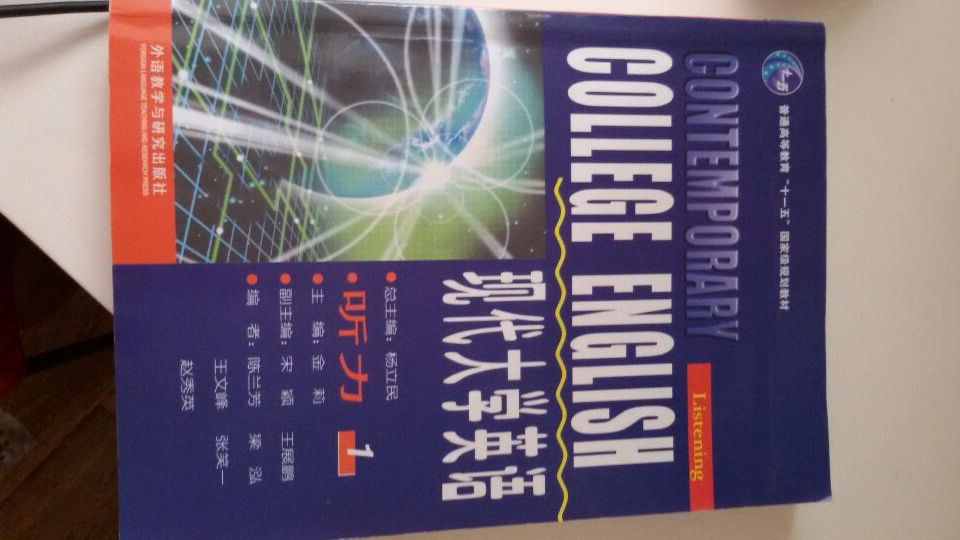 十一五
普通高等教育“十一五”国家级规划教材
CONTEMPORARY
Listening
COLLEGE ENGLISH
现代大学英语
总主编：杨立民
听力 1
主 编：金 莉
副主编：宋 颖 王展鹏
编 者：陈兰芳 梁 泓
王文峰 张笑一
赵秀英
外语教学与研究出版社
FOREIGN LANGUAGE TEACHING AND RESEARCH PRESS